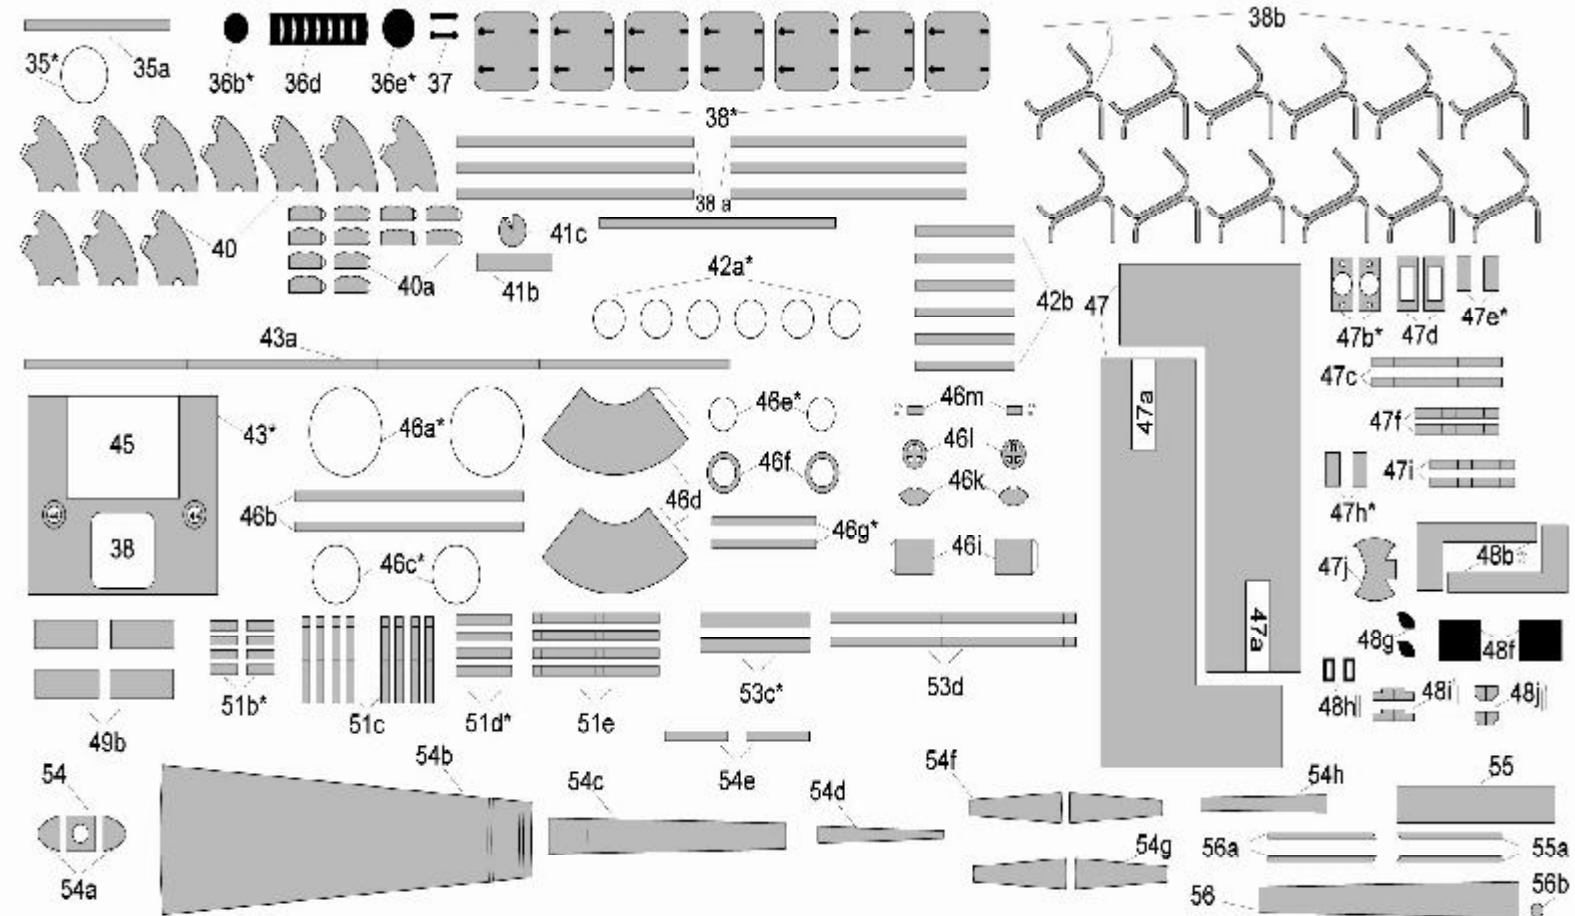 38b
35*
35a
36b*
36d
36e*
37
38*
38 a
40
40a
41c
41b
42a*
42b
47
47b*
47d
47e*
43a
47c
46m
46e*
47a
43*
45
46a*
47f
46l
46f
47i
46k
46d
46b
47h*
46g*
38
46i
48b
46c*
47j
47a
48g
48f
53c*
53d
51b*
51c
51d*
51e
48h
48i
48j
49b
54b
54e
54f
54
54c
54d
54h
55
56a
55a
54g
54a
56
56b